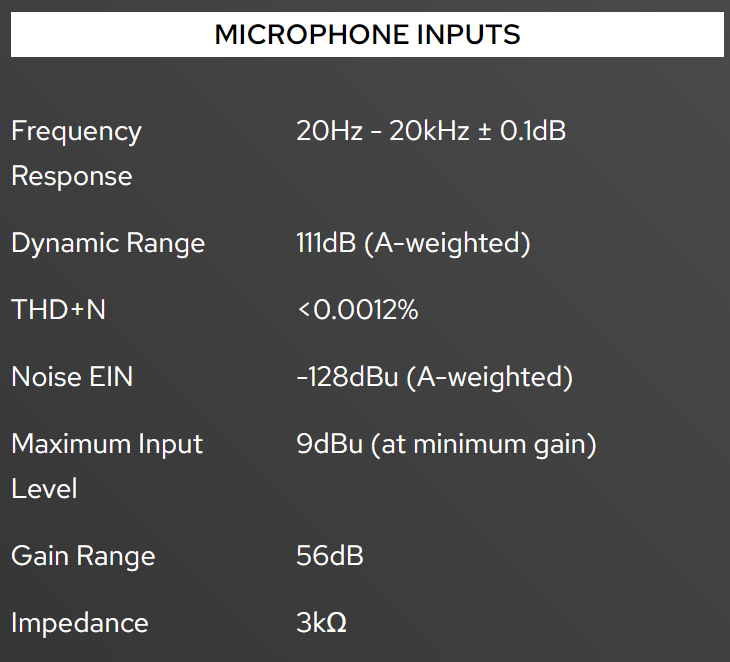 MICROPHONE INPUTS
Frequency Response 20Hz - 20kHz ± 0.1dB
Dynamic Range 111dB (A-weighted)
THD+N <0.0012%
Noise EIN -128dBu (A-weighted)
Maximum Input Level 9dBu (at minimum gain)
Gain Range 56dB
Impedance 3kΩ